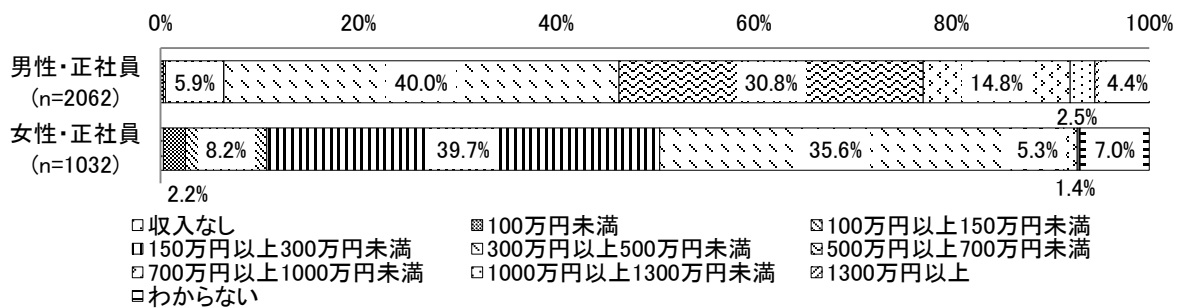 0% 20% 40% 60% 80% 100%
男性・正社員
(n=2062)
5.9% 40.0% 30.8% 14.8% 4.4%
2.5%
女性・正社員
(n=1032)
8.2% 39.7% 35.6% 5.3% 7.0%
2.2% 1.4%
収入なし 100万円未満 100万円以上150万円未満
150万円以上300万円未満 300万円以上500万円未満 500万円以上700万円未満
700万円以上1000万円未満 1000万円以上1300万円未満 1300万円以上
わからない